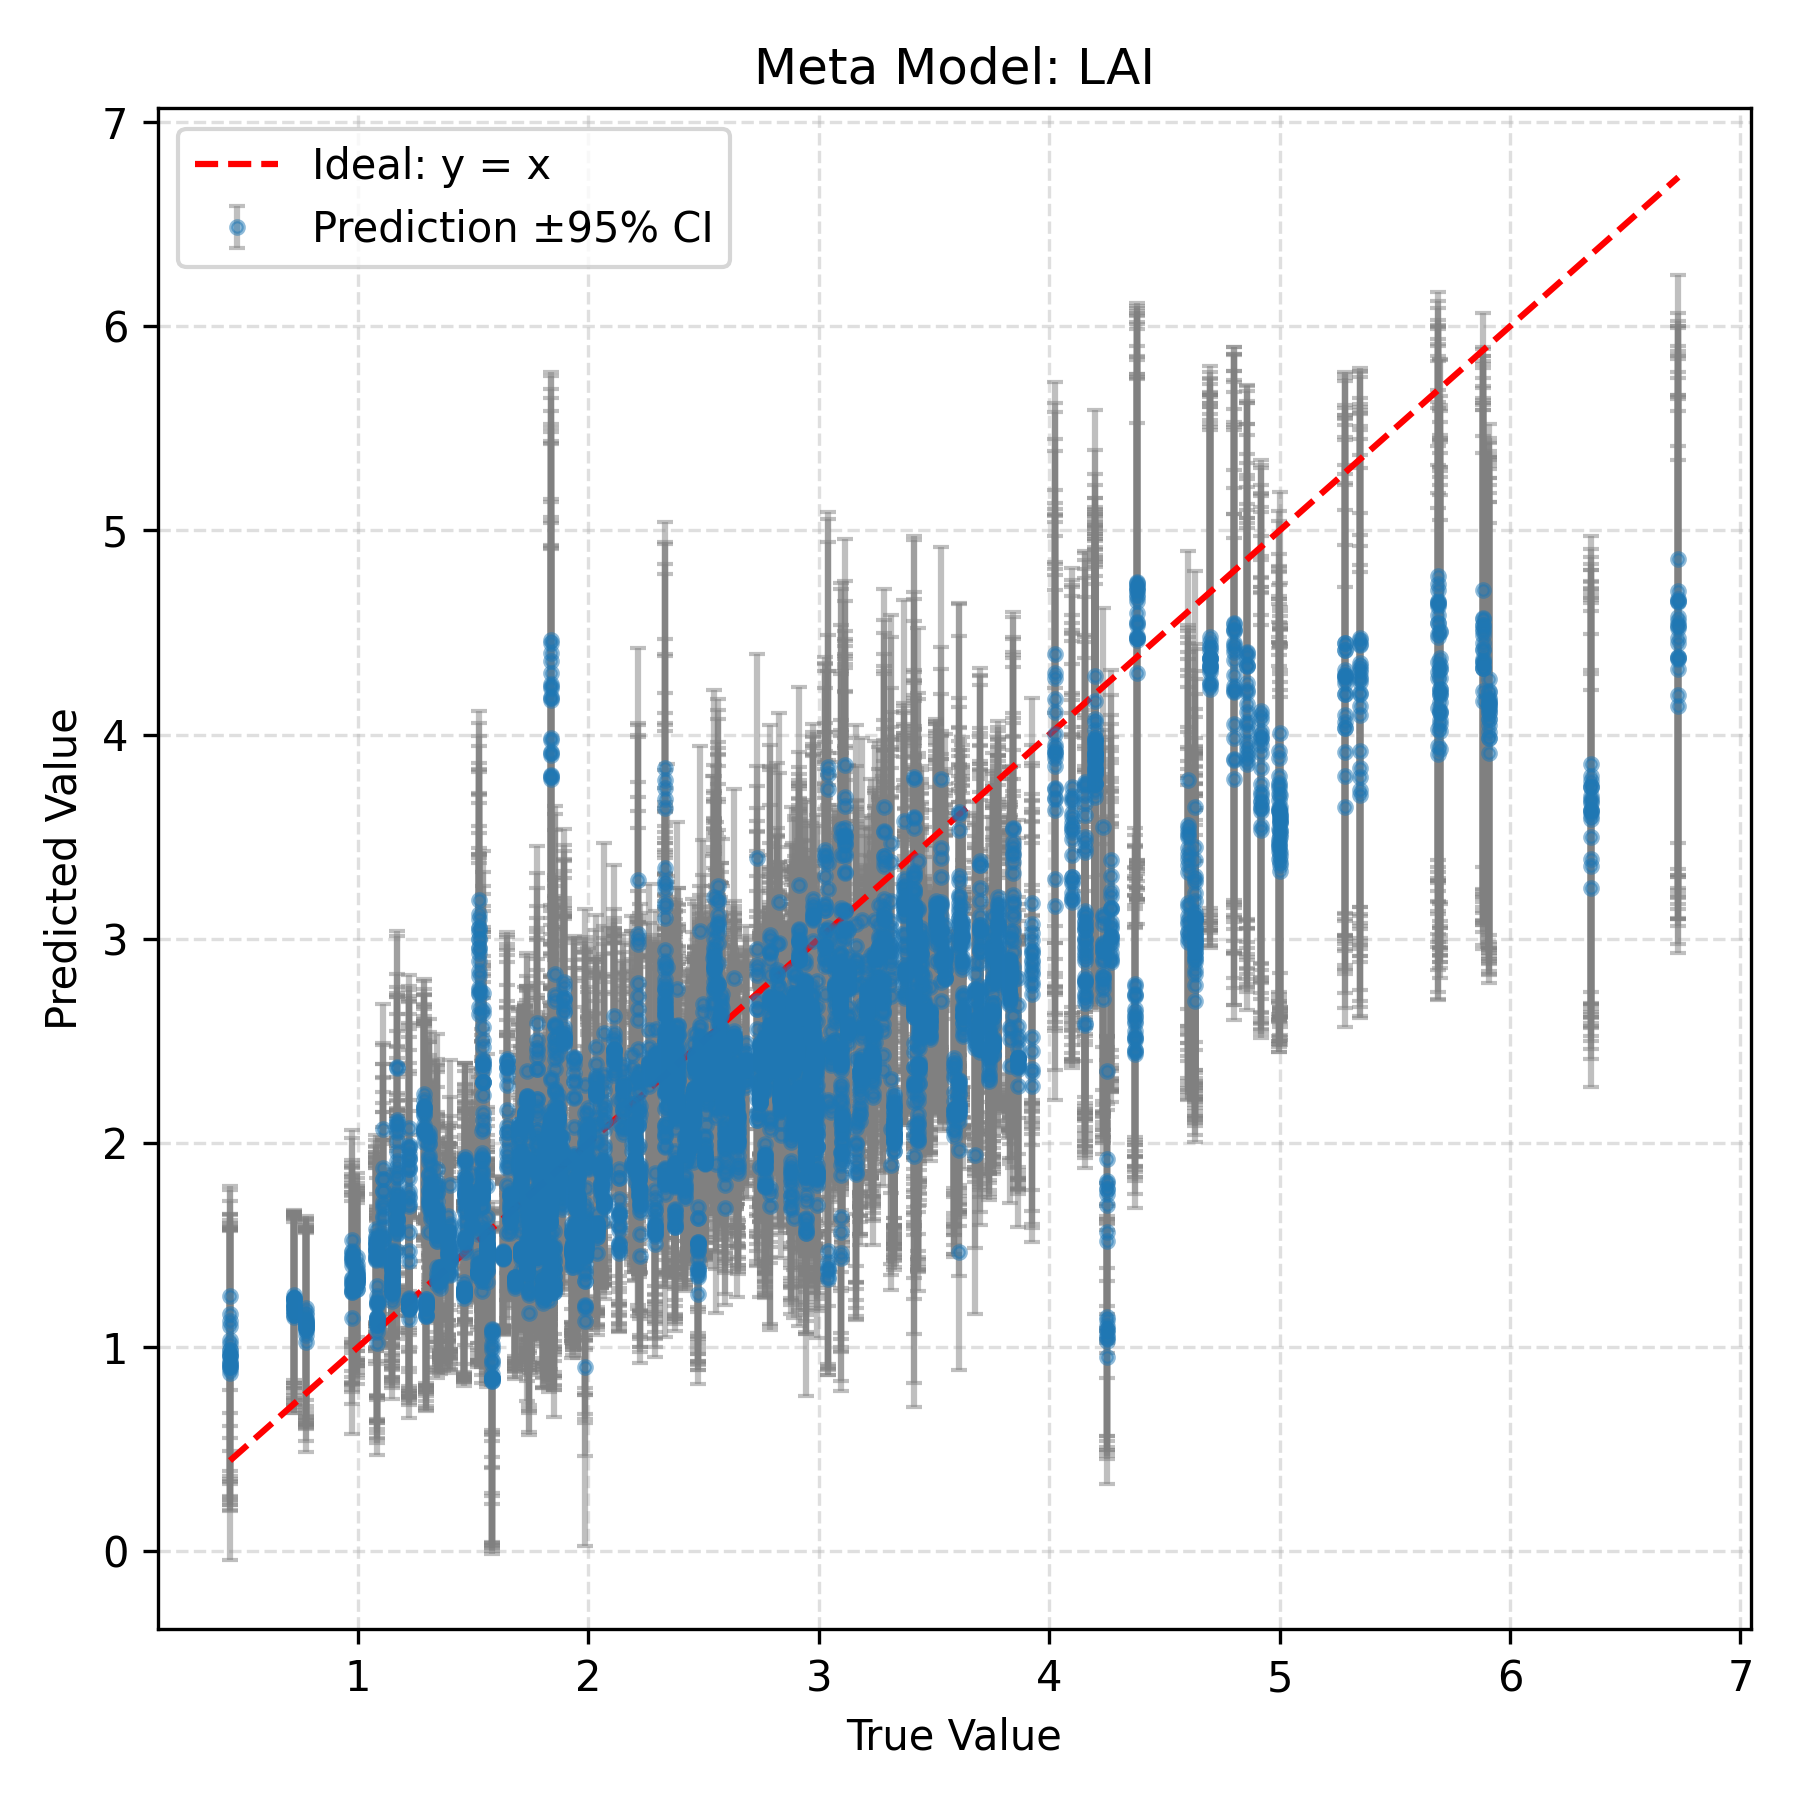 Meta Model: LAI
Ideal: y = x
Prediction ±95% CI
Predicted Value
7
6
5
4
3
2
1
0
1 2 3 4 5 6 7
True Value